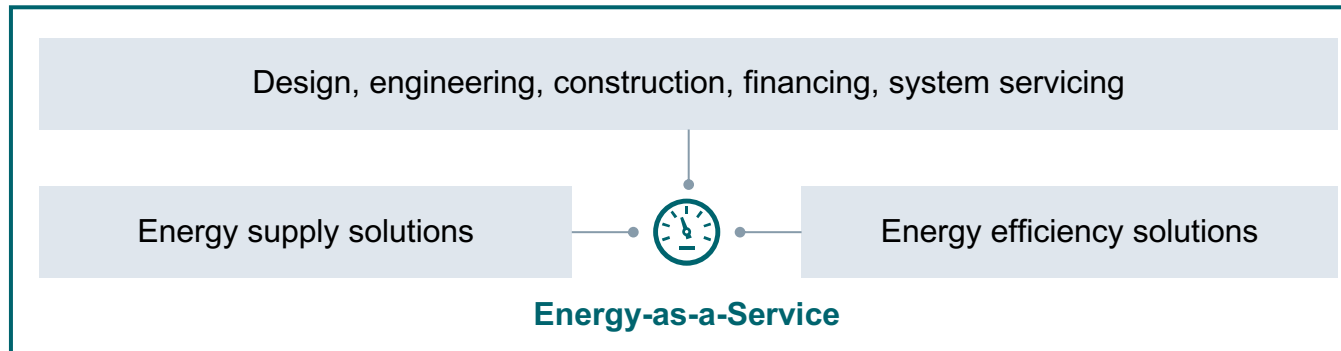 Design, engineering, construction, financing, system servicing
Energy supply solutions
Energy efficiency solutions
Energy-as-a-Service